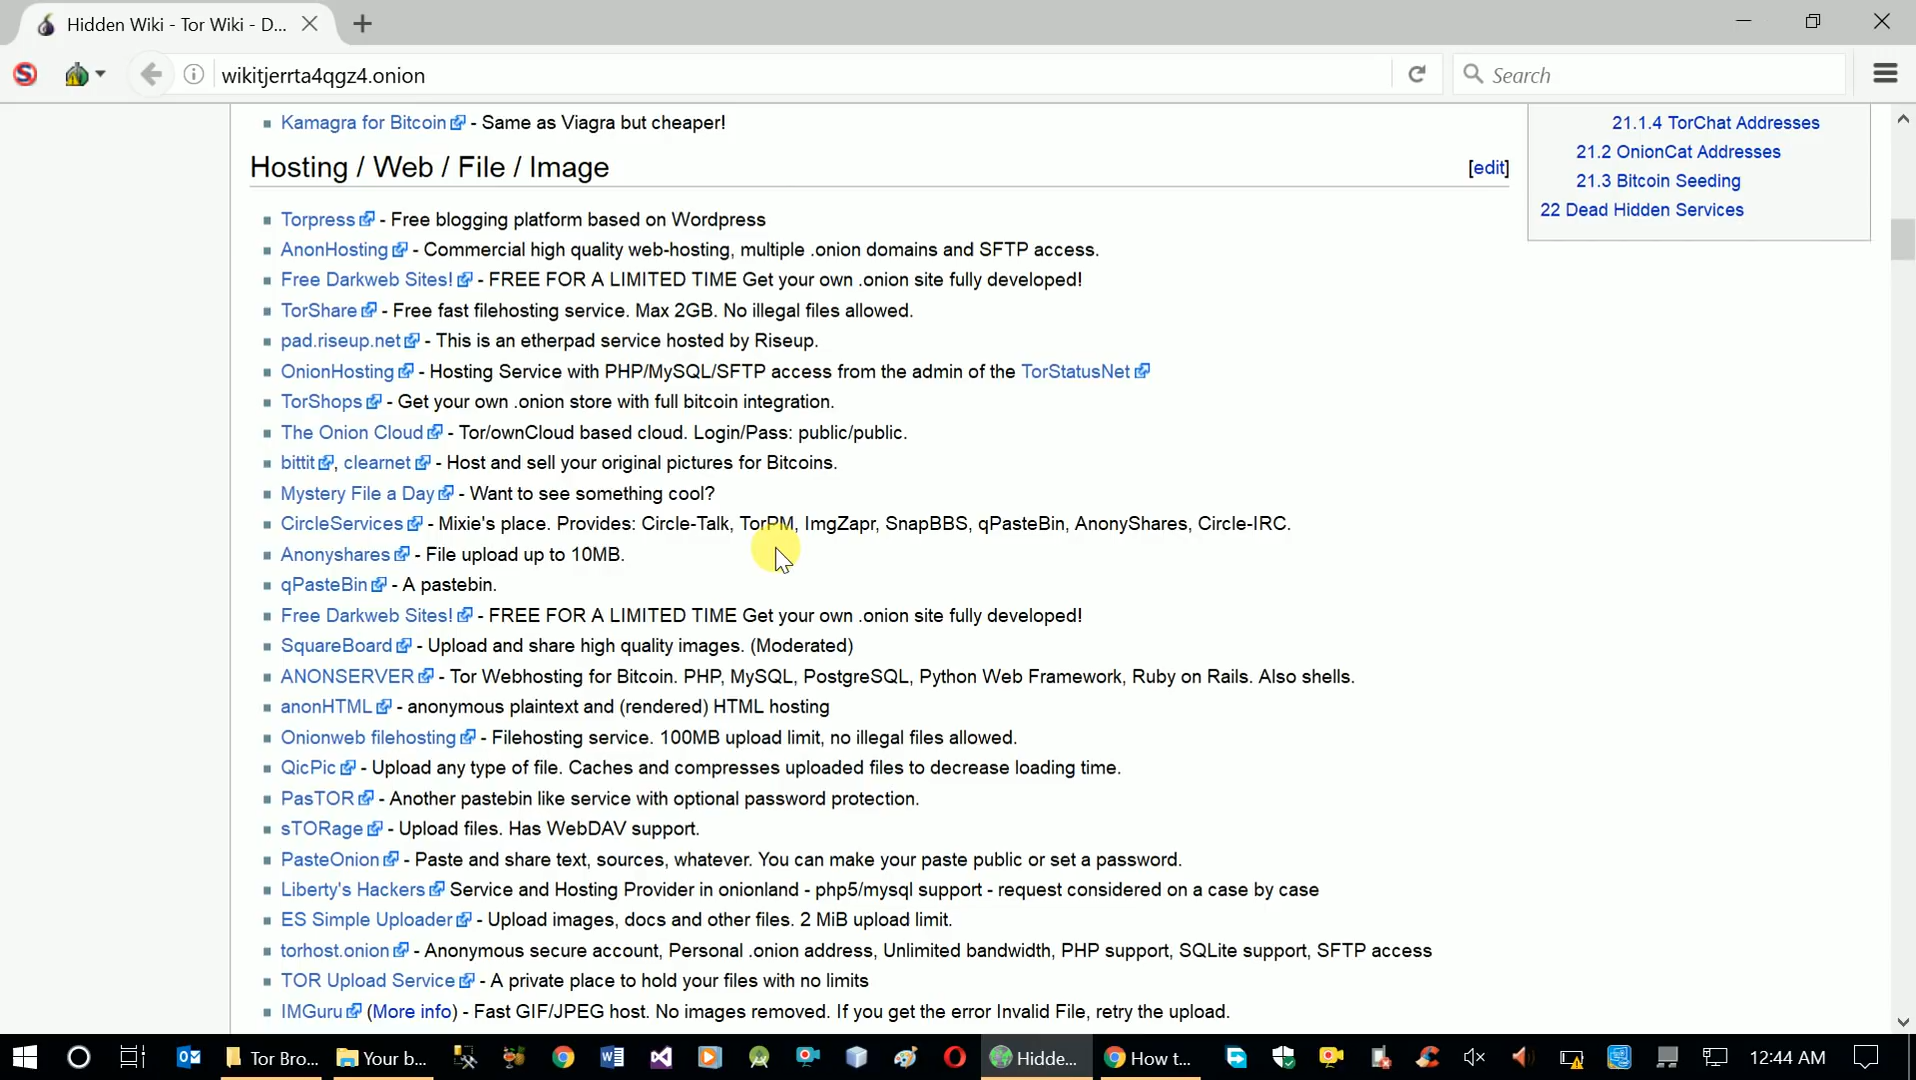 Hidden Wiki - Tor Wiki - D...
wikitjerrta4qgz4.onion
Search
Kamagra for Bitcoin - Same as Viagra but cheaper!
Hosting / Web / File / Image
[edit]
21.1.4 TorChat Addresses
21.2 OnionCat Addresses
21.3 Bitcoin Seeding
22 Dead Hidden Services
Torpress - Free blogging platform based on Wordpress
AnonHosting - Commercial high quality web-hosting, multiple .onion domains and SFTP access.
Free Darkweb Sites! - FREE FOR A LIMITED TIME Get your own .onion site fully developed!
TorShare - Free fast filehosting service. Max 2GB. No illegal files allowed.
pad.riseup.net - This is an etherpad service hosted by Riseup.
OnionHosting - Hosting Service with PHP/MySQL/SFTP access from the admin of the TorStatusNet
TorShops - Get your own .onion store with full bitcoin integration.
The Onion Cloud - Tor/ownCloud based cloud. Login/Pass: public/public.
bittit, clearnet - Host and sell your original pictures for Bitcoins.
Mystery File a Day - Want to see something cool?
CircleServices - Mixie's place. Provides: Circle-Talk, TorPM, ImgZapr, SnapBBS, qPasteBin, AnonyShares, Circle-IRC.
Anonyshares - File upload up to 10MB.
qPasteBin - A pastebin.
Free Darkweb Sites! - FREE FOR A LIMITED TIME Get your own .onion site fully developed!
SquareBoard - Upload and share high quality images. (Moderated)
ANONSERVER - Tor Webhosting for Bitcoin. PHP, MySQL, PostgreSQL, Python Web Framework, Ruby on Rails. Also shells.
anonHTML - anonymous plaintext and (rendered) HTML hosting
Onionweb filehosting - Filehosting service. 100MB upload limit, no illegal files allowed.
QicPic - Upload any type of file. Caches and compresses uploaded files to decrease loading time.
PasTOR - Another pastebin like service with optional password protection.
sTORage - Upload files. Has WebDAV support.
PasteOnion - Paste and share text, sources, whatever. You can make your paste public or set a password.
Liberty's Hackers Service and Hosting Provider in onionland - php5/mysql support - request considered on a case by case
ES Simple Uploader - Upload images, docs and other files. 2 MiB upload limit.
torhost.onion - Anonymous secure account, Personal .onion address, Unlimited bandwidth, PHP support, SQLite support, SFTP access
TOR Upload Service - A private place to hold your files with no limits
IMGuru (More info) - Fast GIF/JPEG host. No images removed. If you get the error Invalid File, retry the upload.
Tor Bro... Your b... Hidde... How t... 12:44 AM